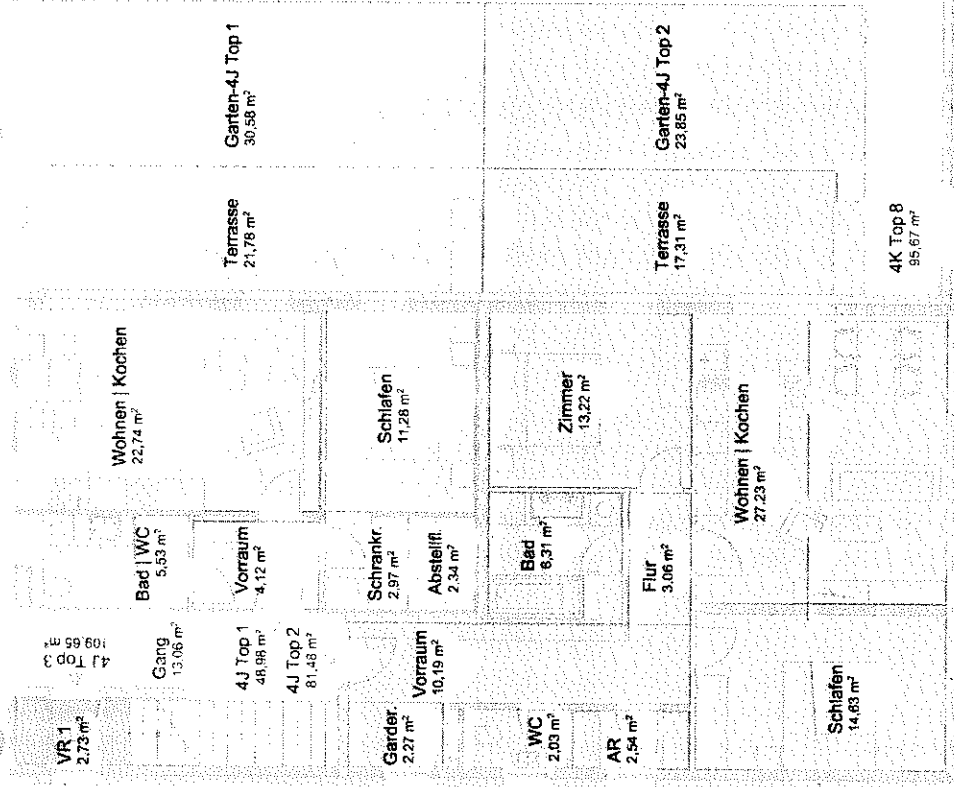 Garten-4J Top 1
30,58 m²
Garten-4J Top 2
23,85 m²
Terrasse
21,78 m²
Terrasse
17,31 m²
4K Top 8
95,67 m²
Wohnen | Kochen
22,74 m²
Schlafen
11,28 m²
Zimmer
13,22 m²
Wohnen | Kochen
27,23 m²
Bad | WC
5,53 m²
Vorraum
4,12 m²
Schrankr.
2,97 m²
Abstellfl.
2,34 m²
Bad
6,31 m²
Flur
3,06 m²
4J Top 3
109,65 m²
Gang
13,06 m²
4J Top 1
48,98 m²
4J Top 2
81,48 m²
Vorraum
10,19 m²
VR 1
2,73 m²
Garder.
2,27 m²
WC
2,03 m²
AR
2,54 m²
Schlafen
14,63 m²